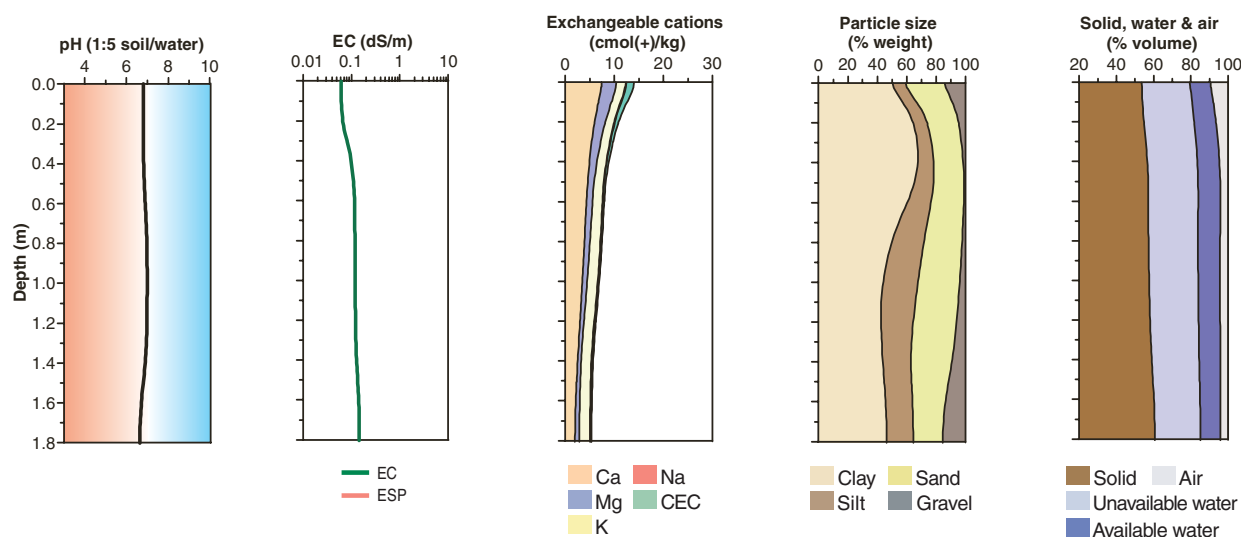 pH (1:5 soil/water)
4 6 8 10
EC (dS/m)
0.01 0.1 1 10
Exchangeable cations
(cmol(+)/kg)
0 10 20 30
Particle size
(% weight)
0 20 40 60 80 100
Solid, water & air
(% volume)
20 40 60 80 100
Depth (m)
0.0
0.2
0.4
0.6
0.8
1.0
1.2
1.4
1.6
1.8
EC
ESP
Ca Na
Mg CEC
K
Clay Sand
Silt Gravel
Solid Air
Unavailable water
Available water